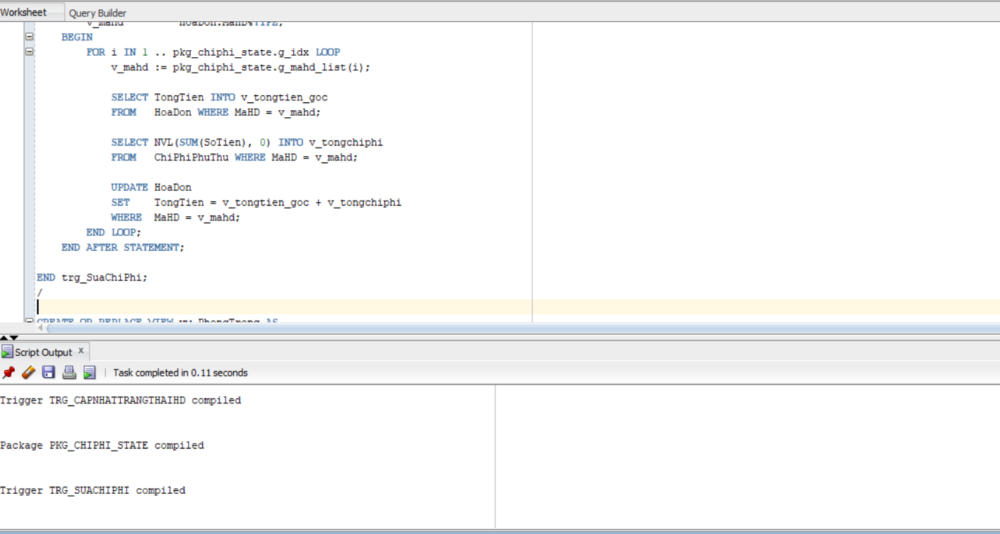 Worksheet Query Builder
v_mahd HoaDon.MaHD%TYPE;
BEGIN
FOR i IN 1 .. pkg_chiphi_state.g_idx LOOP
v_mahd := pkg_chiphi_state.g_mahd_list(i);
SELECT TongTien INTO v_tongtien_goc
FROM HoaDon WHERE MaHD = v_mahd;
SELECT NVL(SUM(SoTien), 0) INTO v_tongchiphi
FROM ChiPhiPhuThu WHERE MaHD = v_mahd;
UPDATE HoaDon
SET TongTien = v_tongtien_goc + v_tongchiphi
WHERE MaHD = v_mahd;
END LOOP;
END AFTER STATEMENT;
END trg_SuaChiPhi;
/
CREATE OR REPLACE VIEW vw_PhongTrong AS
Script Output x
Task completed in 0.11 seconds
Trigger TRG_CAPNHATTRANGTHAIHD compiled
Package PKG_CHIPHI_STATE compiled
Trigger TRG_SUACHIPHI compiled